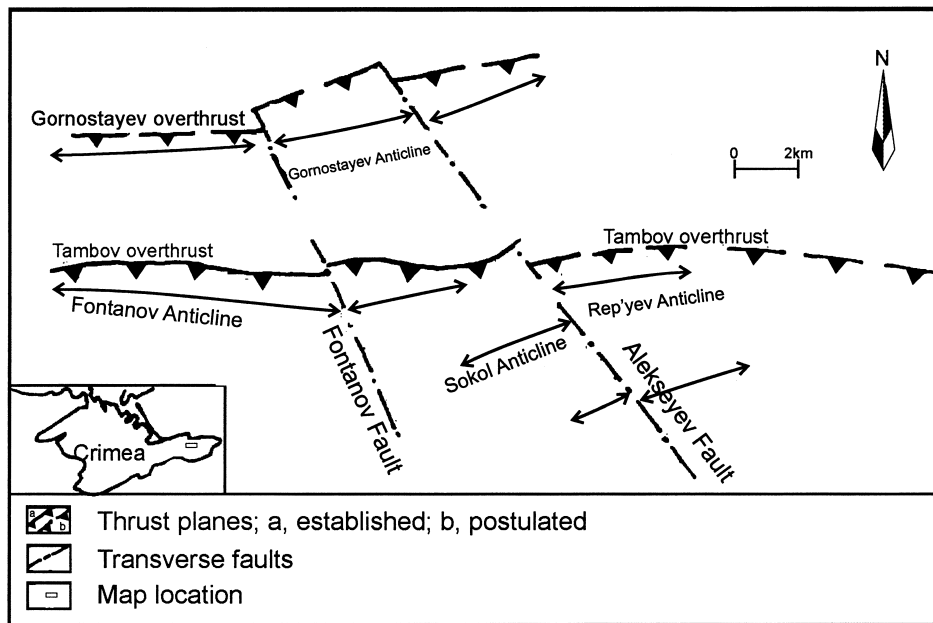 N
Gornostayev overthrust
Gornostayev Anticline
0 2km
Tambov overthrust
Tambov overthrust
Fontanov Anticline
Rep'yev Anticline
Fontanov Fault
Sokol Anticline
Alekseyev Fault
Crimea
a b Thrust planes; a, established; b, postulated
Transverse faults
Map location